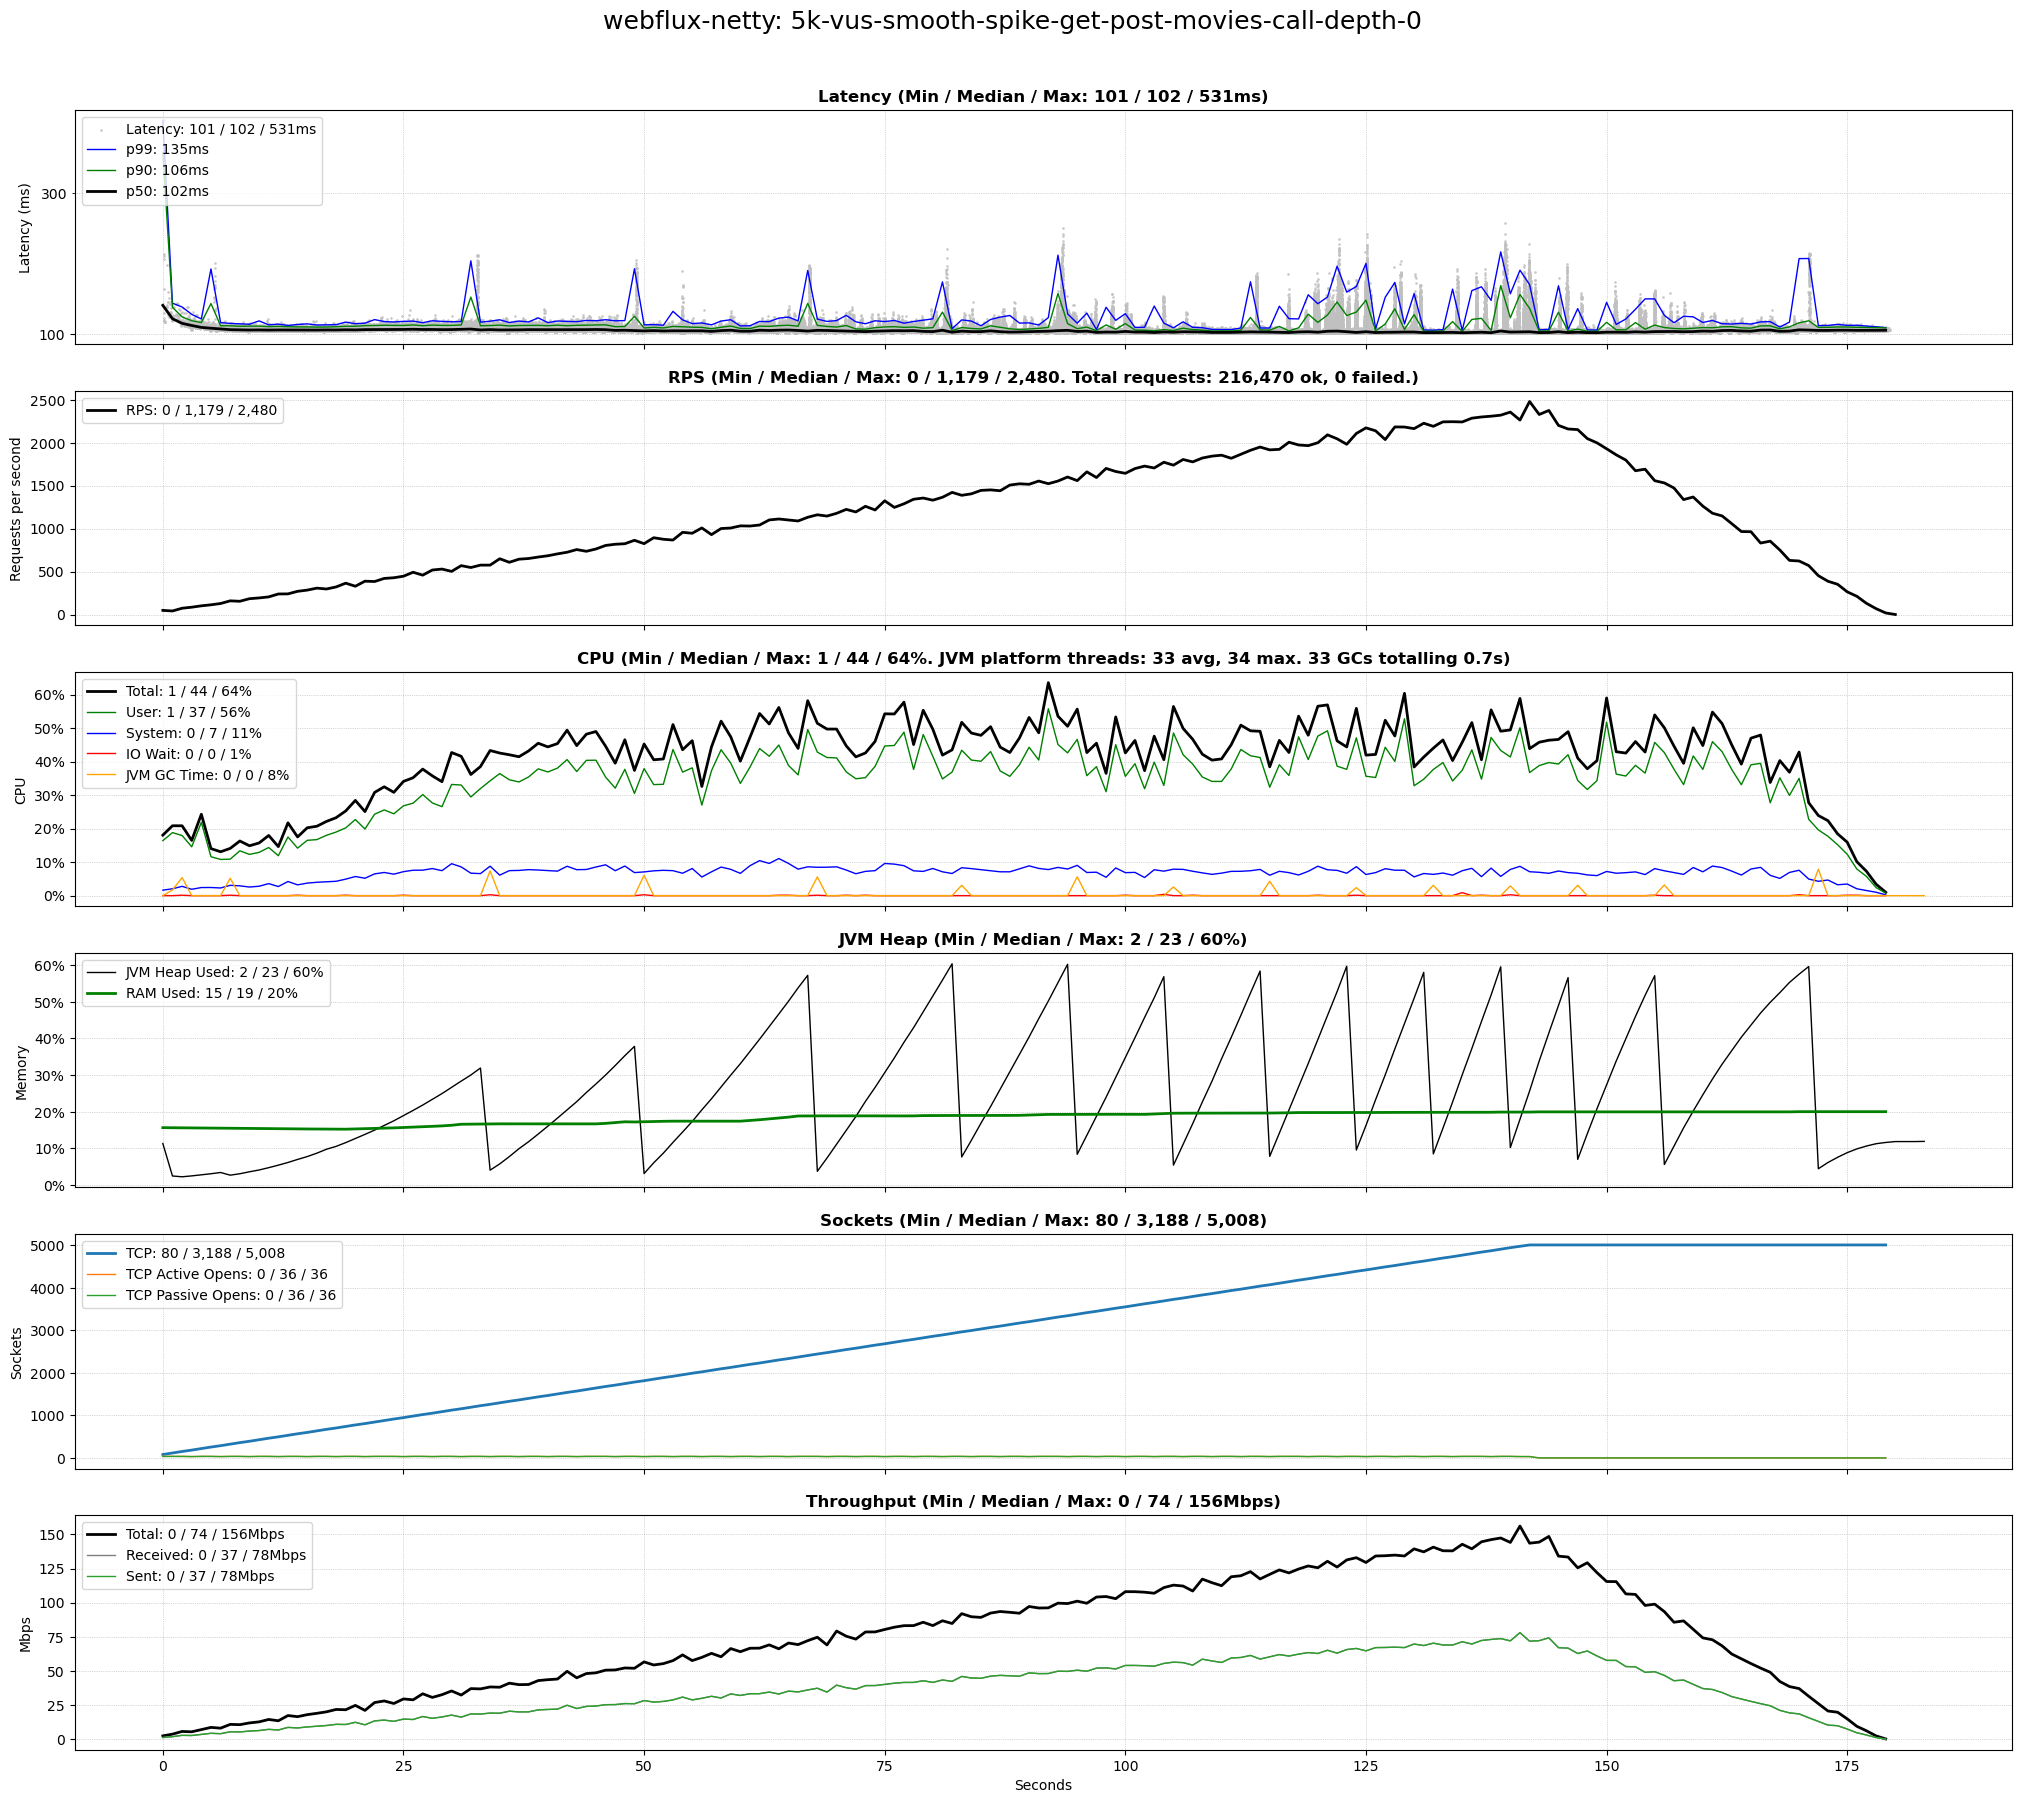 webflux-netty: 5k-vus-smooth-spike-get-post-movies-call-depth-0
Latency (Min / Median / Max: 101 / 102 / 531ms)
Latency: 101 / 102 / 531ms
p99: 135ms
p90: 106ms
p50: 102ms
Latency (ms)
300
100
RPS (Min / Median / Max: 0 / 1,179 / 2,480. Total requests: 216,470 ok, 0 failed.)
RPS: 0 / 1,179 / 2,480
Requests per second
2500
2000
1500
1000
500
0
CPU (Min / Median / Max: 1 / 44 / 64%. JVM platform threads: 33 avg, 34 max. 33 GCs totalling 0.7s)
Total: 1 / 44 / 64%
User: 1 / 37 / 56%
System: 0 / 7 / 11%
IO Wait: 0 / 0 / 1%
JVM GC Time: 0 / 0 / 8%
CPU
60%
50%
40%
30%
20%
10%
0%
JVM Heap (Min / Median / Max: 2 / 23 / 60%)
JVM Heap Used: 2 / 23 / 60%
RAM Used: 15 / 19 / 20%
Memory
60%
50%
40%
30%
20%
10%
0%
Sockets (Min / Median / Max: 80 / 3,188 / 5,008)
TCP: 80 / 3,188 / 5,008
TCP Active Opens: 0 / 36 / 36
TCP Passive Opens: 0 / 36 / 36
Sockets
5000
4000
3000
2000
1000
0
Throughput (Min / Median / Max: 0 / 74 / 156Mbps)
Total: 0 / 74 / 156Mbps
Received: 0 / 37 / 78Mbps
Sent: 0 / 37 / 78Mbps
Mbps
150
125
100
75
50
25
0
0 25 50 75 100 125 150 175
Seconds